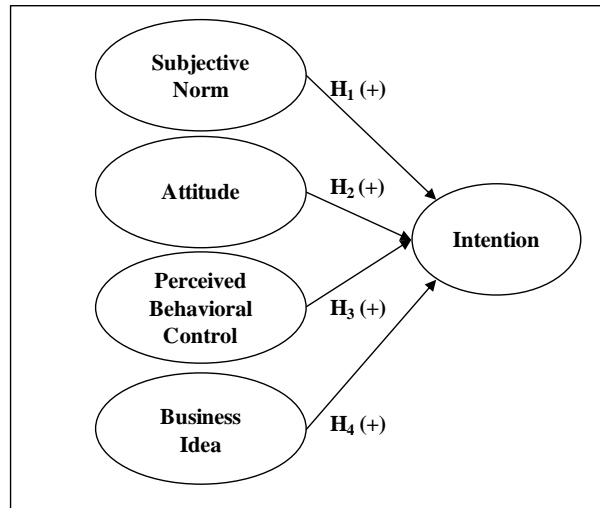 Subjective
Norm
H₁ (+)
Attitude
H₂ (+)
Intention
Perceived
Behavioral
Control
H₃ (+)
Business
Idea
H₄ (+)